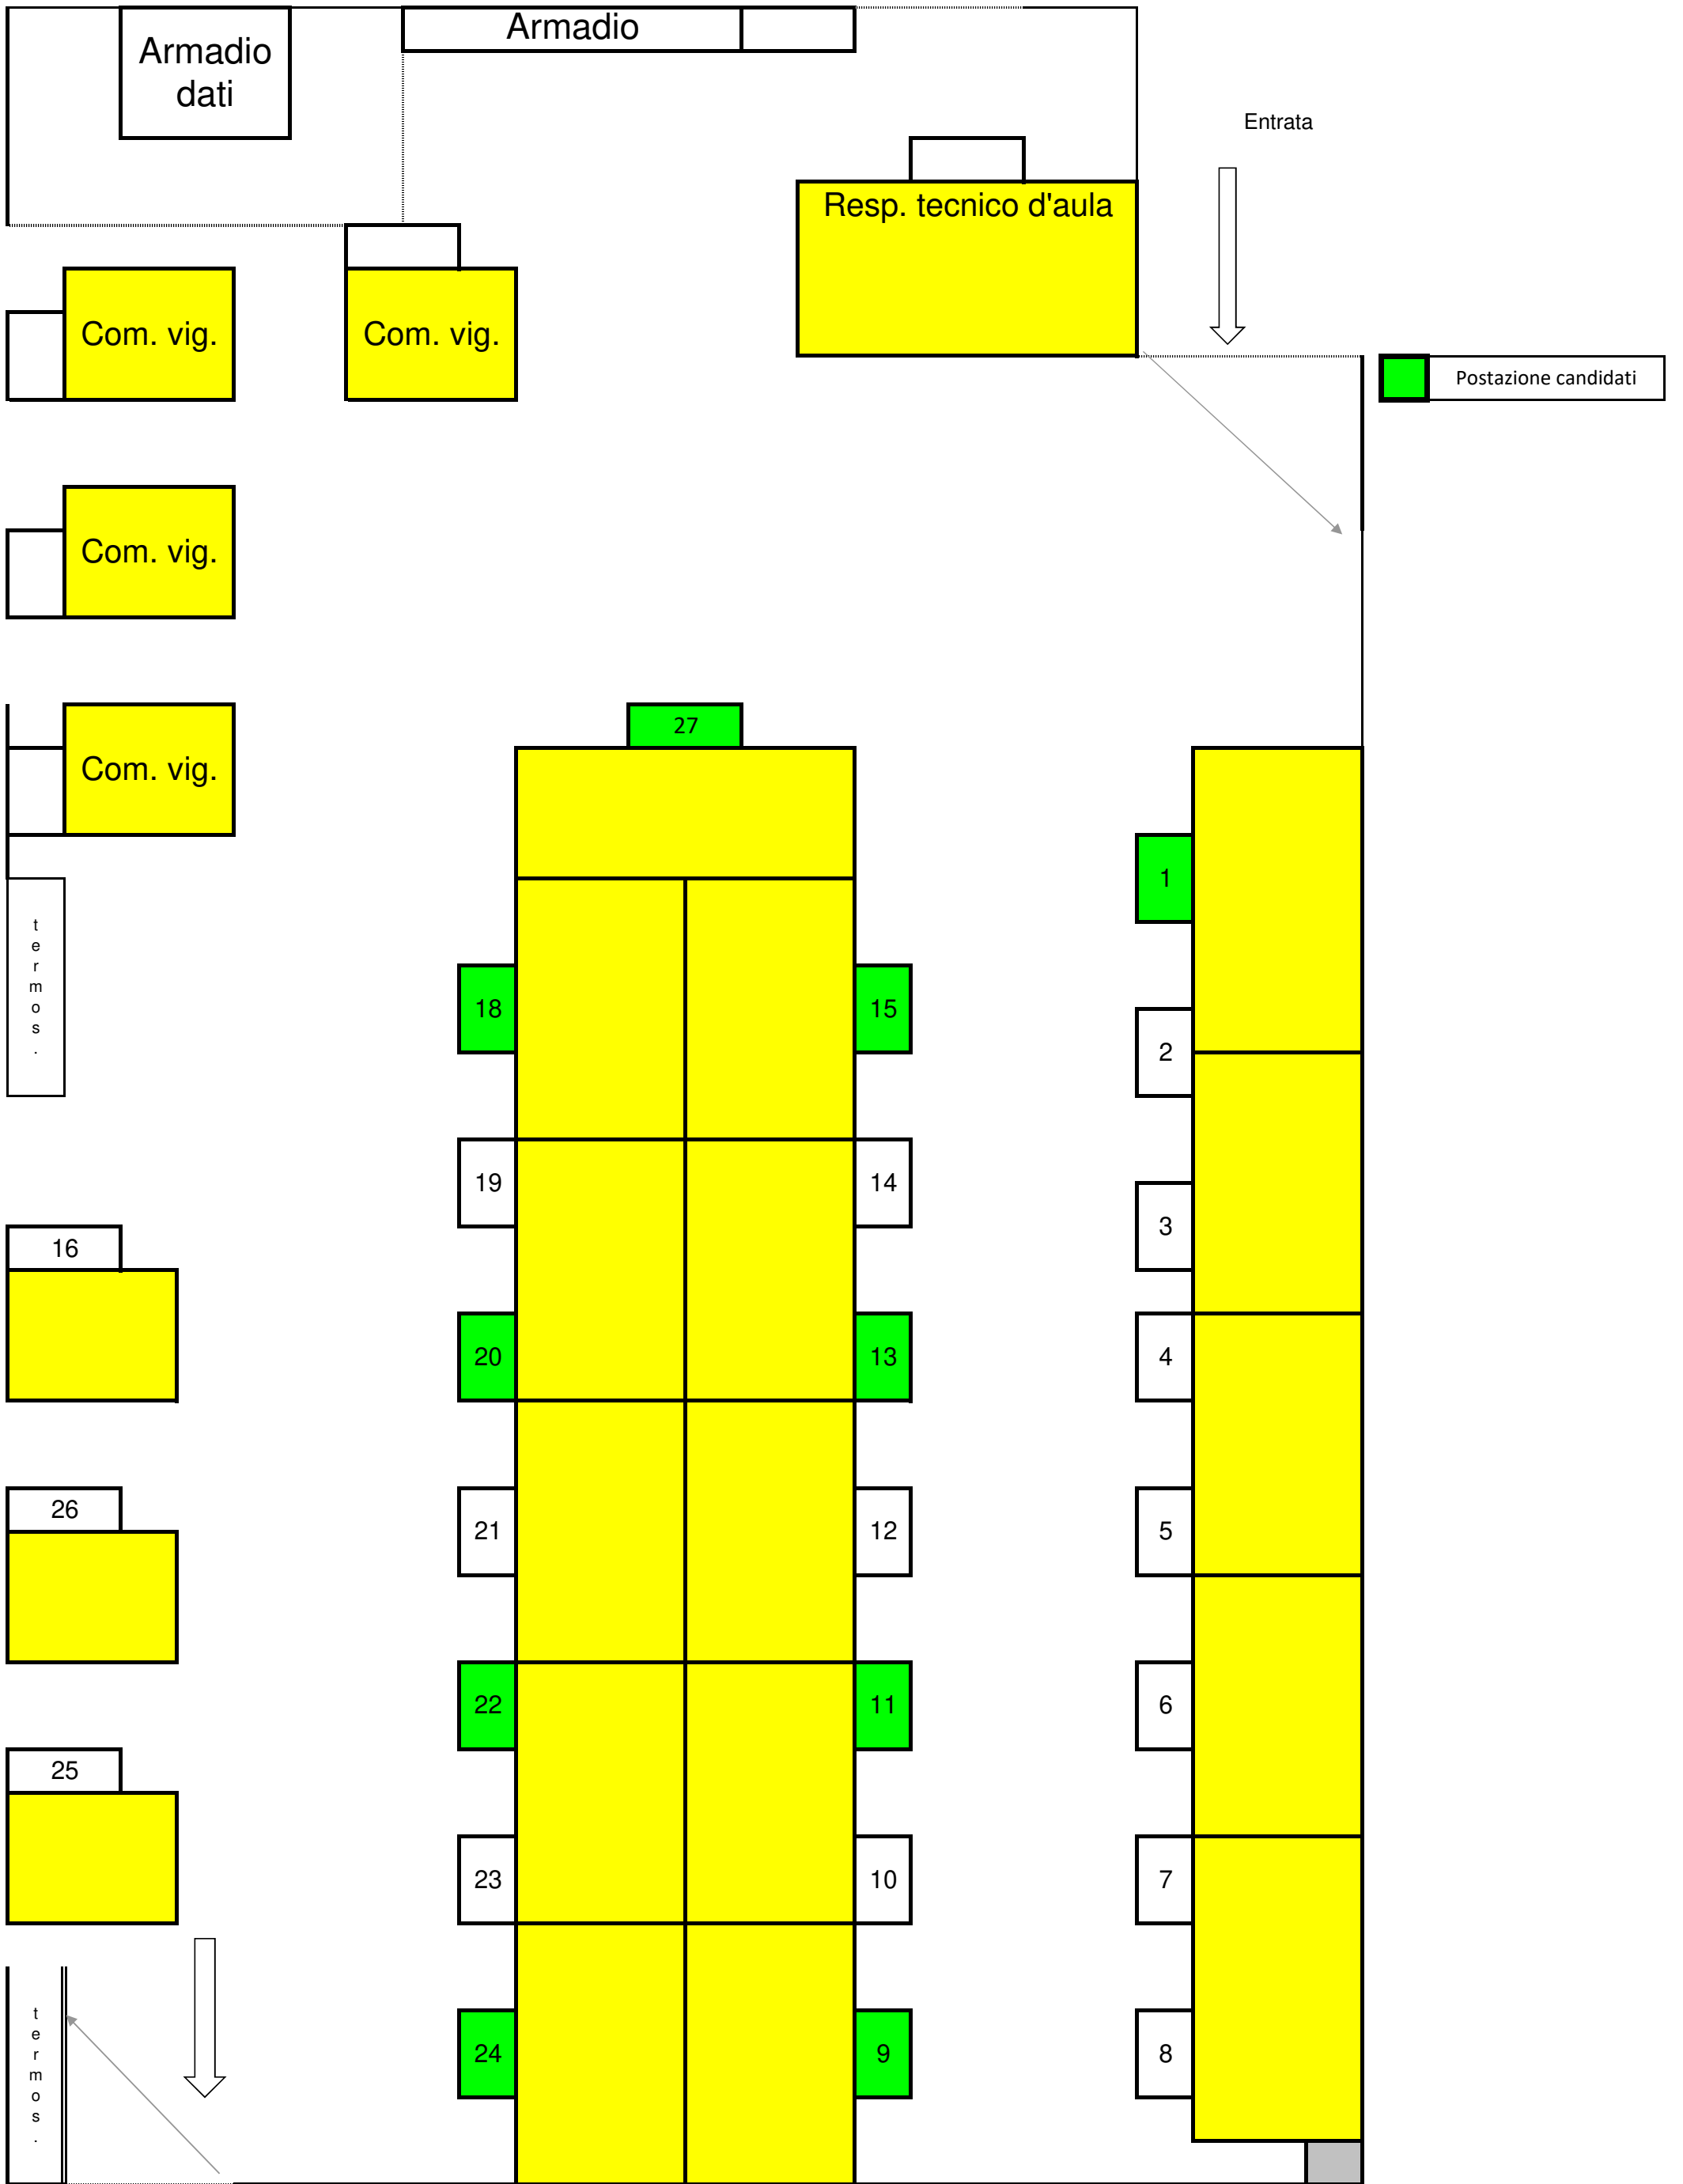 Armadio
dati
Armadio
Entrata
Resp. tecnico d'aula
Com. vig.
Com. vig.
Postazione candidati
Com. vig.
27
Com. vig.
1
termos.
18
15
2
19
14
3
16
20
13
4
26
21
12
5
22
11
6
25
23
10
7
termos.
24
9
8